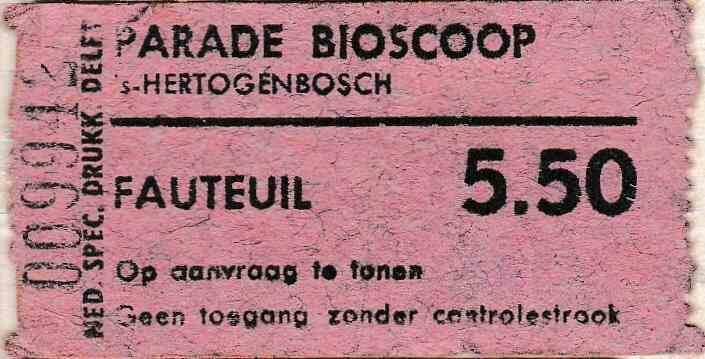 PARADE BIOSCOOP
's-HERTOGENBOSCH
FAUTEUIL 5.50
Op aanvraag te tonen
Geen toegang zonder controlestrook
NED. SPEC. DRUKK. DELFT